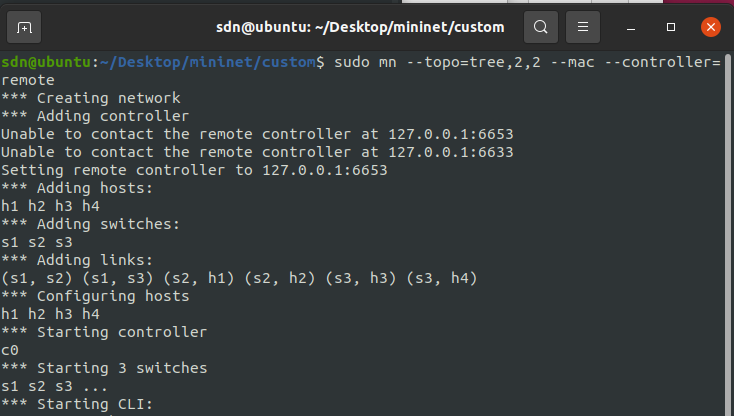 sdn@ubuntu: ~/Desktop/mininet/custom
sdn@ubuntu:~/Desktop/mininet/custom$ sudo mn --topo=tree,2,2 --mac --controller=
remote
*** Creating network
*** Adding controller
Unable to contact the remote controller at 127.0.0.1:6653
Unable to contact the remote controller at 127.0.0.1:6633
Setting remote controller to 127.0.0.1:6653
*** Adding hosts:
h1 h2 h3 h4
*** Adding switches:
s1 s2 s3
*** Adding links:
(s1, s2) (s1, s3) (s2, h1) (s2, h2) (s3, h3) (s3, h4)
*** Configuring hosts
h1 h2 h3 h4
*** Starting controller
c0
*** Starting 3 switches
s1 s2 s3 ...
*** Starting CLI: